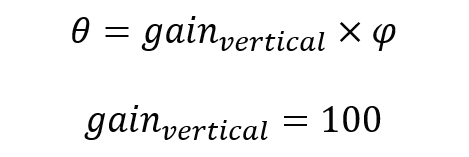 θ = gain_vertical × φ
gain_vertical = 100